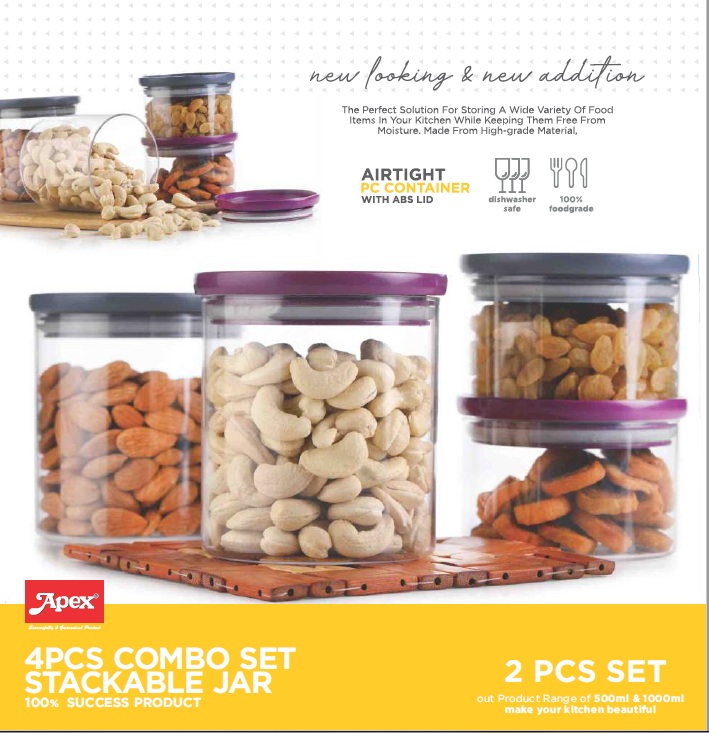 new looking & new addition
The Perfect Solution For Storing A Wide Variety Of Food
Items In Your Kitchen While Keeping Them Free From
Moisture. Made From High-grade Material,
AIRTIGHT
PC CONTAINER
WITH ABS LID
dishwasher
safe
100%
foodgrade
Apex®
4PCS COMBO SET
STACKABLE JAR
100% SUCCESS PRODUCT
2 PCS SET
out Product Range of 500ml & 1000ml
make your kitchen beautiful